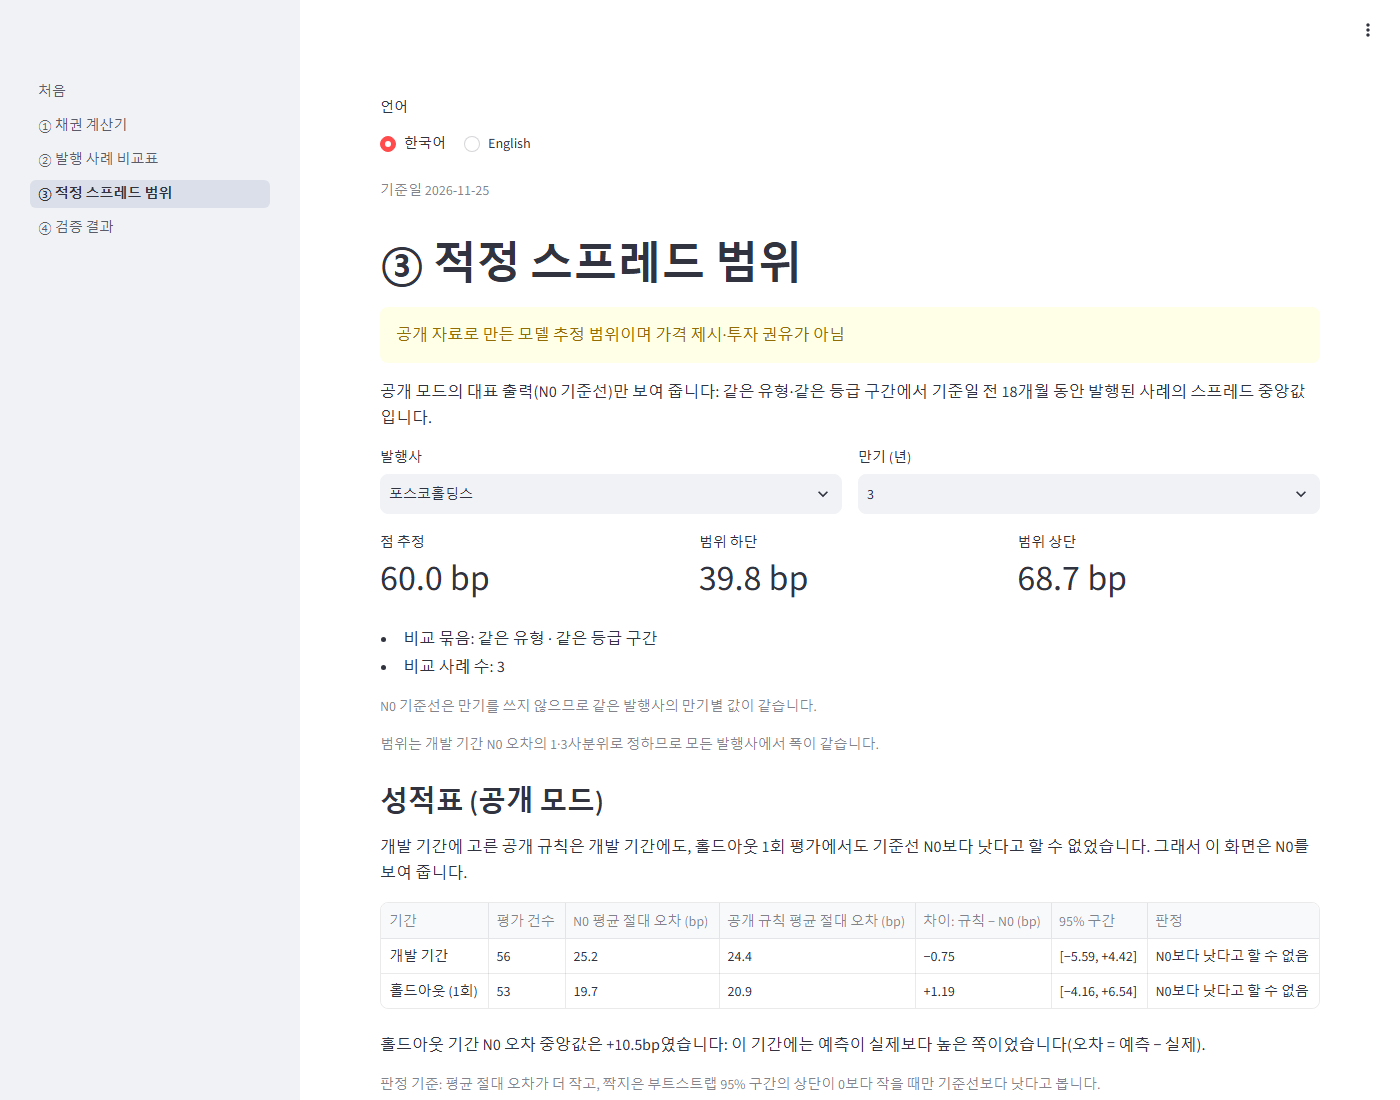 처음
① 채권 계산기
② 발행 사례 비교표
③ 적정 스프레드 범위
④ 검증 결과
언어
한국어 English
기준일 2026-11-25
③ 적정 스프레드 범위
공개 자료로 만든 모델 추정 범위이며 가격 제시·투자 권유가 아님
공개 모드의 대표 출력(N0 기준선)만 보여 줍니다: 같은 유형·같은 등급 구간에서 기준일 전 18개월 동안 발행된 사례의 스프레드 중앙값
입니다.
발행사 만기 (년)
포스코홀딩스 3
점 추정 범위 하단 범위 상단
60.0 bp 39.8 bp 68.7 bp
• 비교 묶음: 같은 유형 · 같은 등급 구간
• 비교 사례 수: 3
N0 기준선은 만기를 쓰지 않으므로 같은 발행사의 만기별 값이 같습니다.
범위는 개발 기간 N0 오차의 1·3사분위로 정하므로 모든 발행사에서 폭이 같습니다.
성적표 (공개 모드)
개발 기간에 고른 공개 규칙은 개발 기간에도, 홀드아웃 1회 평가에서도 기준선 N0보다 낫다고 할 수 없었습니다. 그래서 이 화면은 N0를
보여 줍니다.
기간 평가 건수 N0 평균 절대 오차 (bp) 공개 규칙 평균 절대 오차 (bp) 차이: 규칙 − N0 (bp) 95% 구간 판정
개발 기간 56 25.2 24.4 −0.75 [−5.59, +4.42] N0보다 낫다고 할 수 없음
홀드아웃 (1회) 53 19.7 20.9 +1.19 [−4.16, +6.54] N0보다 낫다고 할 수 없음
홀드아웃 기간 N0 오차 중앙값은 +10.5bp였습니다: 이 기간에는 예측이 실제보다 높은 쪽이었습니다(오차 = 예측 − 실제).
판정 기준: 평균 절대 오차가 더 작고, 짝지은 부트스트랩 95% 구간의 상단이 0보다 작을 때만 기준선보다 낫다고 봅니다.